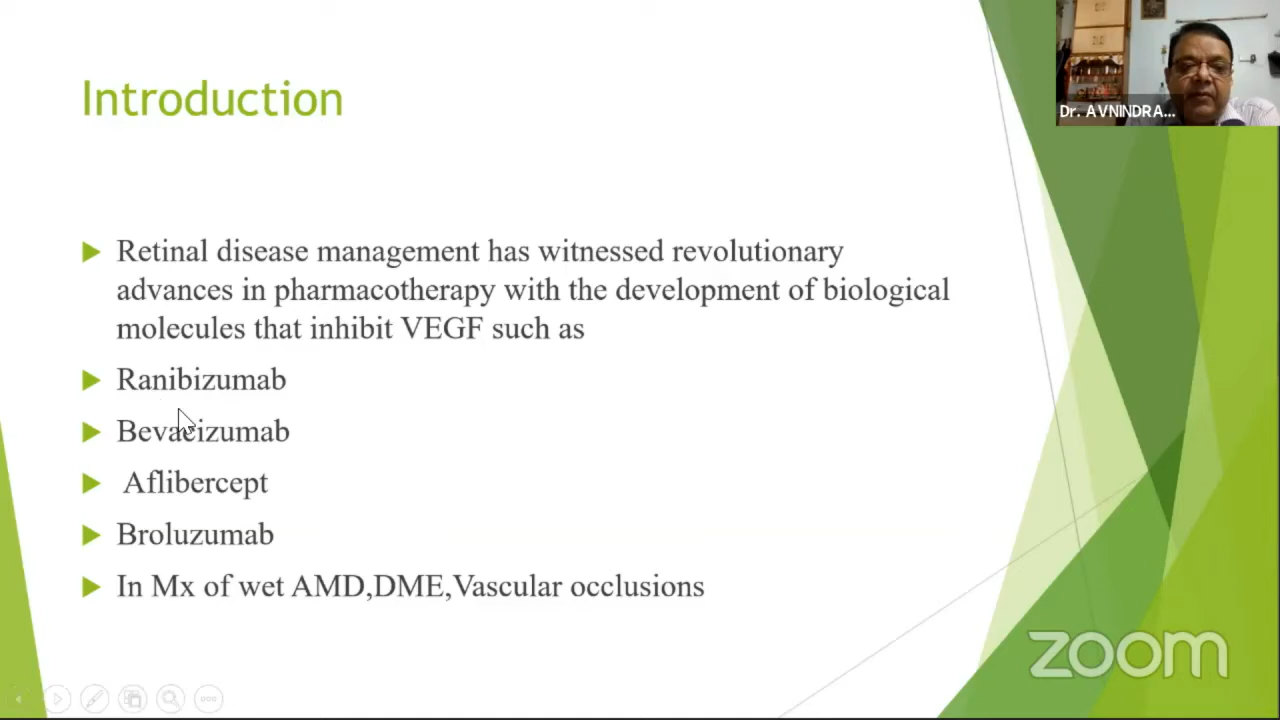 Introduction
Dr. AVNINDRA...
Retinal disease management has witnessed revolutionary
advances in pharmacotherapy with the development of biological
molecules that inhibit VEGF such as
Ranibizumab
Bevacizumab
Aflibercept
Broluzumab
In Mx of wet AMD,DME,Vascular occlusions
zoom